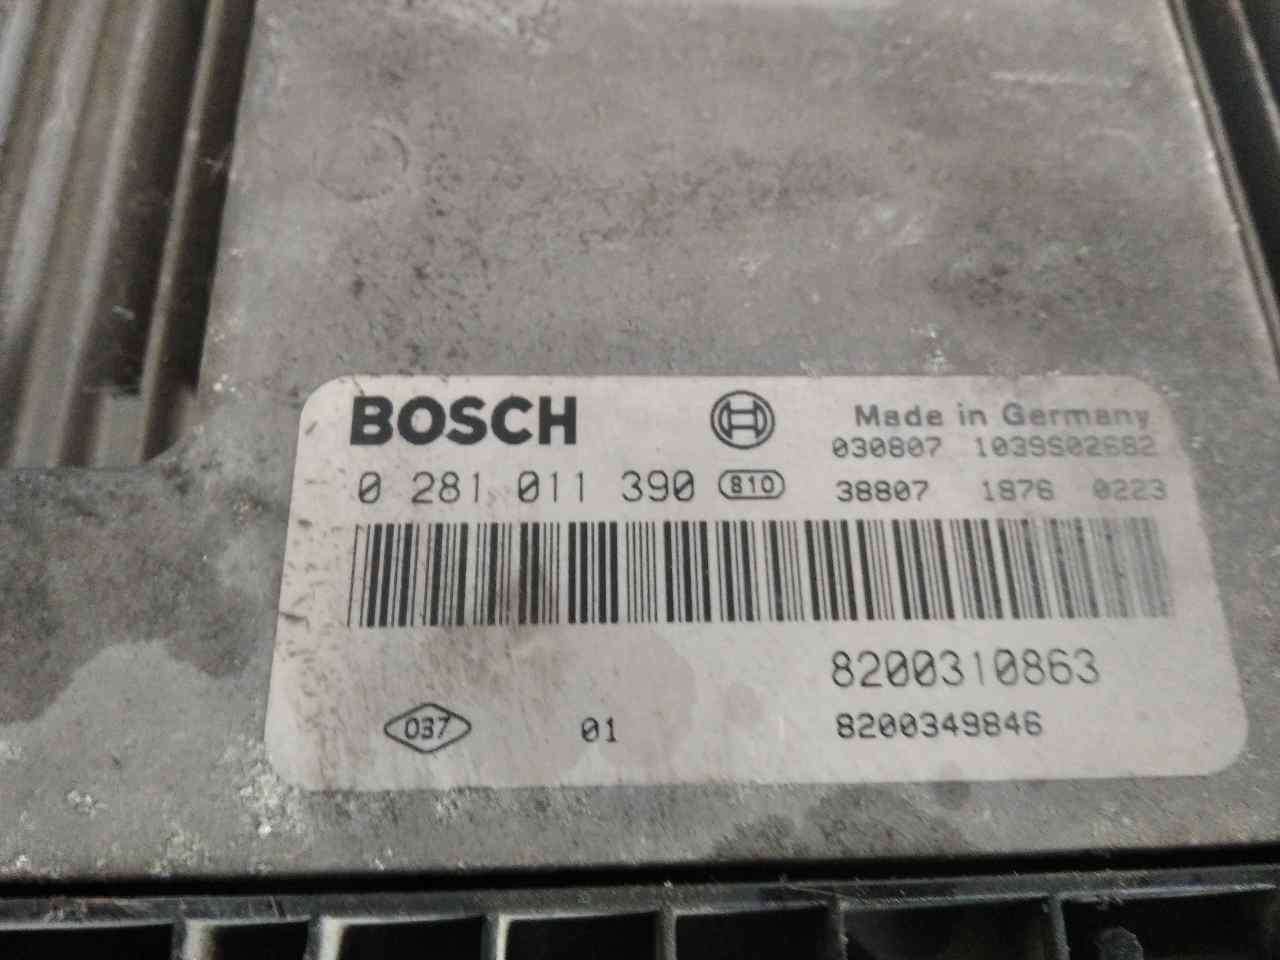 BOSCH
Made in Germany
030807 1039S02682
0 281 011 390 810 38807 1876 0223
8200310863
037 01 8200349846